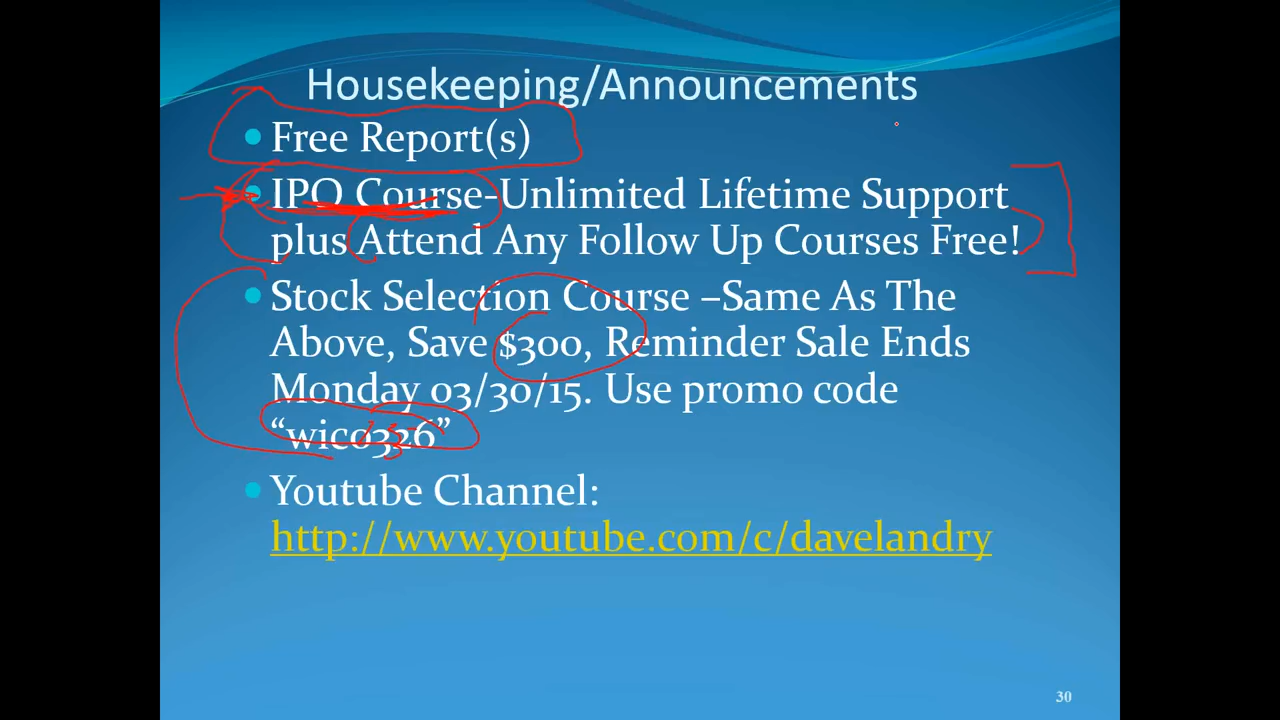 Housekeeping/Announcements
Free Report(s)
IPO Course-Unlimited Lifetime Support
plus Attend Any Follow Up Courses Free!
Stock Selection Course –Same As The
Above, Save $300, Reminder Sale Ends
Monday 03/30/15. Use promo code
“wico326”
Youtube Channel:
http://www.youtube.com/c/davelandry
30